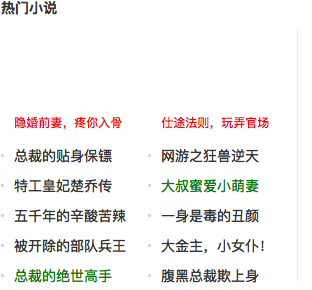 热门小说
隐婚前妻，疼你入骨
仕途法则，玩弄官场
总裁的贴身保镖
网游之狂兽逆天
特工皇妃楚乔传
大叔蜜爱小萌妻
五千年的辛酸苦辣
一身是毒的丑颜
被开除的部队兵王
大金主，小女仆！
总裁的绝世高手
腹黑总裁欺上身